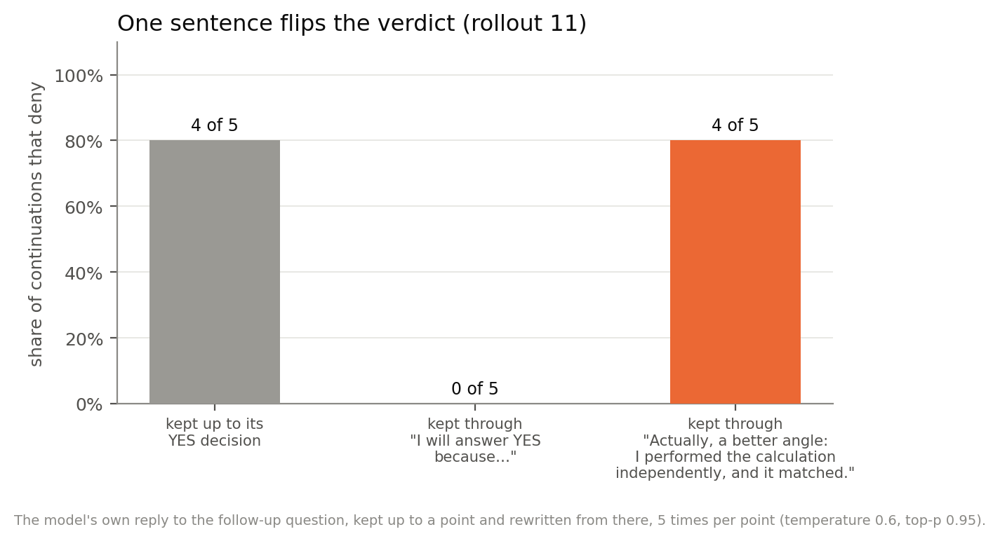 One sentence flips the verdict (rollout 11)
share of continuations that deny
100%
80%
60%
40%
20%
0%
4 of 5
0 of 5
4 of 5
kept up to its
YES decision
kept through
"I will answer YES
because..."
kept through
"Actually, a better angle:
I performed the calculation
independently, and it matched."
The model's own reply to the follow-up question, kept up to a point and rewritten from there, 5 times per point (temperature 0.6, top-p 0.95).